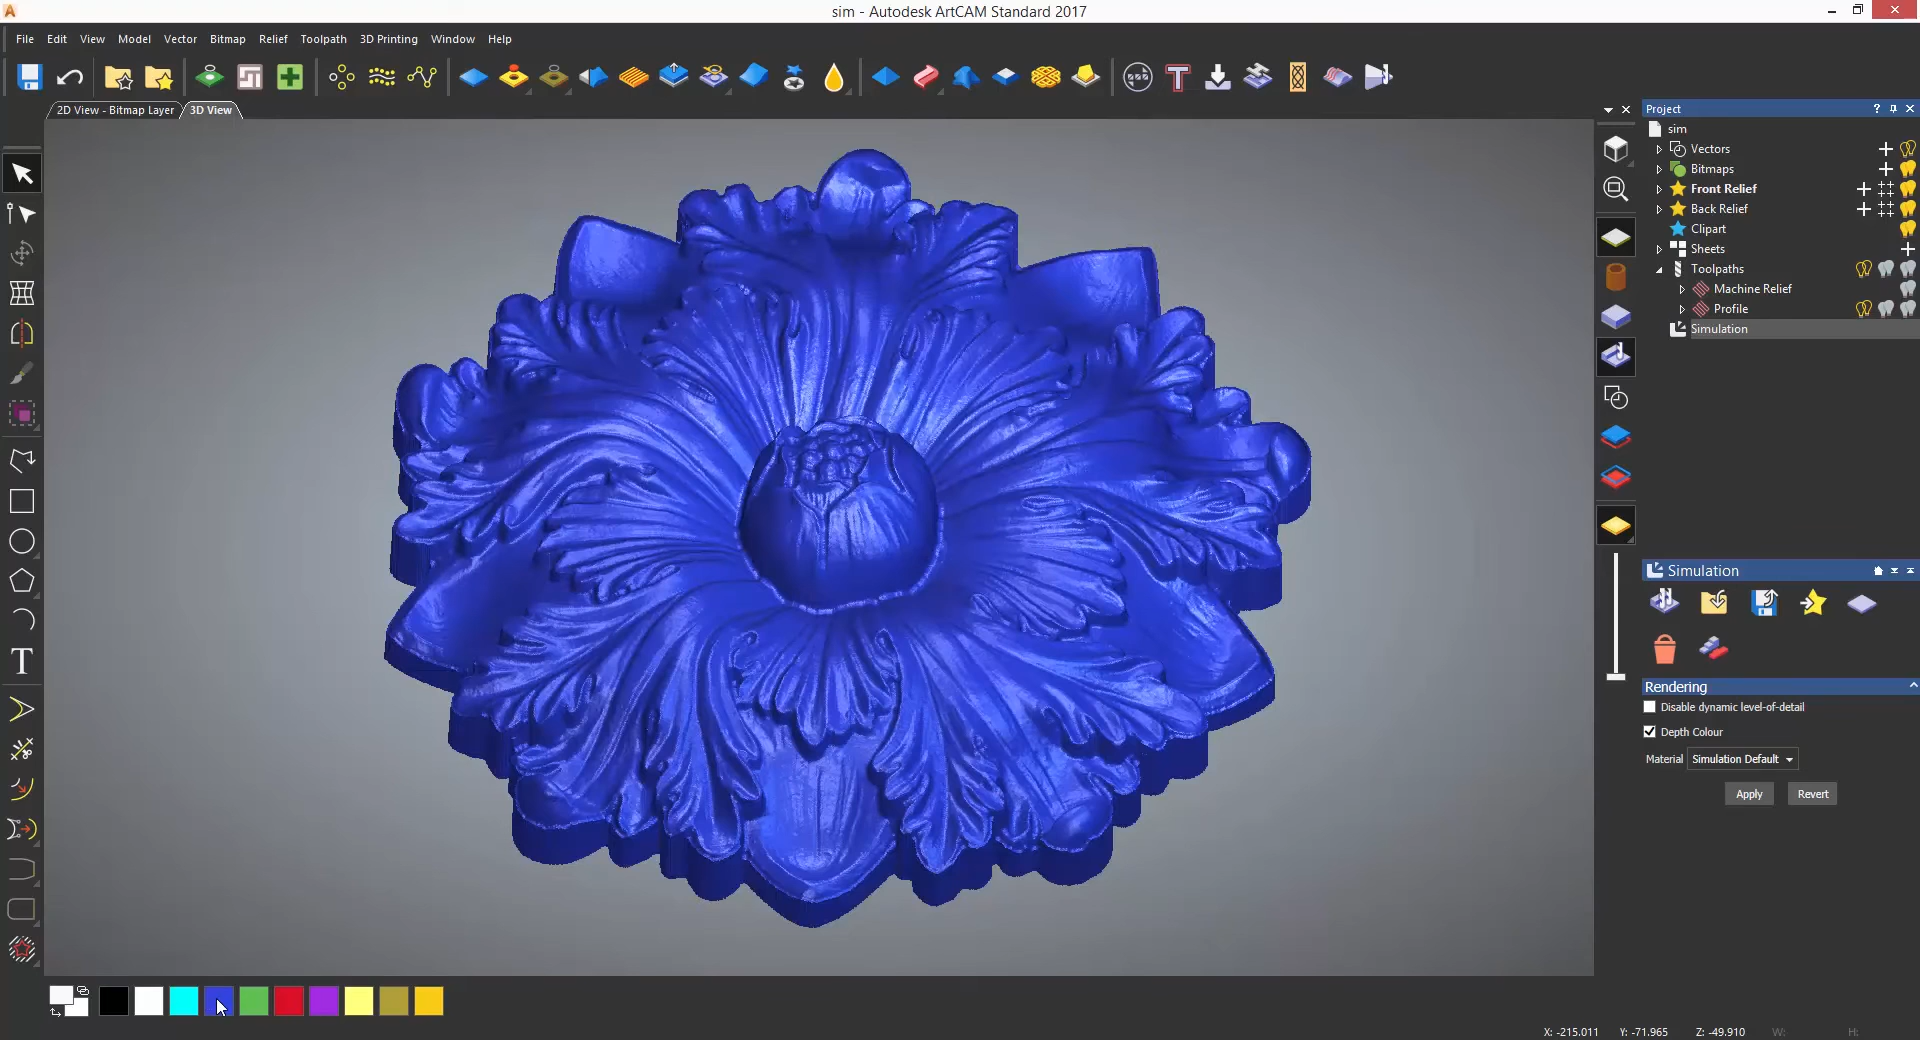 sim - Autodesk ArtCAM Standard 2017
File Edit View Model Vector Bitmap Relief Toolpath 3D Printing Window Help
2D View - Bitmap Layer 3D View
Project
sim
Vectors
Bitmaps
Front Relief
Back Relief
Clipart
Sheets
Toolpaths
Machine Relief
Profile
Simulation
Simulation
Rendering
Disable dynamic level-of-detail
Depth Colour
Material Simulation Default
Apply Revert
X: -215.011 Y: -71.965 Z: -49.910 W: H: